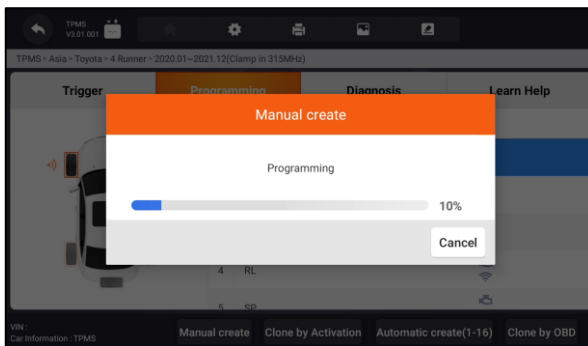 TPMS
V3.01.001
TPMS > Asia > Toyota > 4 Runner > 2020.01~2021.12(Clamp in 315MHz)
Trigger Programming Diagnosis Learn Help
Manual create
Programming
10%
Cancel
4 RL
5 SP
VIN :
Car Information : TPMS
Manual create Clone by Activation Automatic create(1-16) Clone by OBD